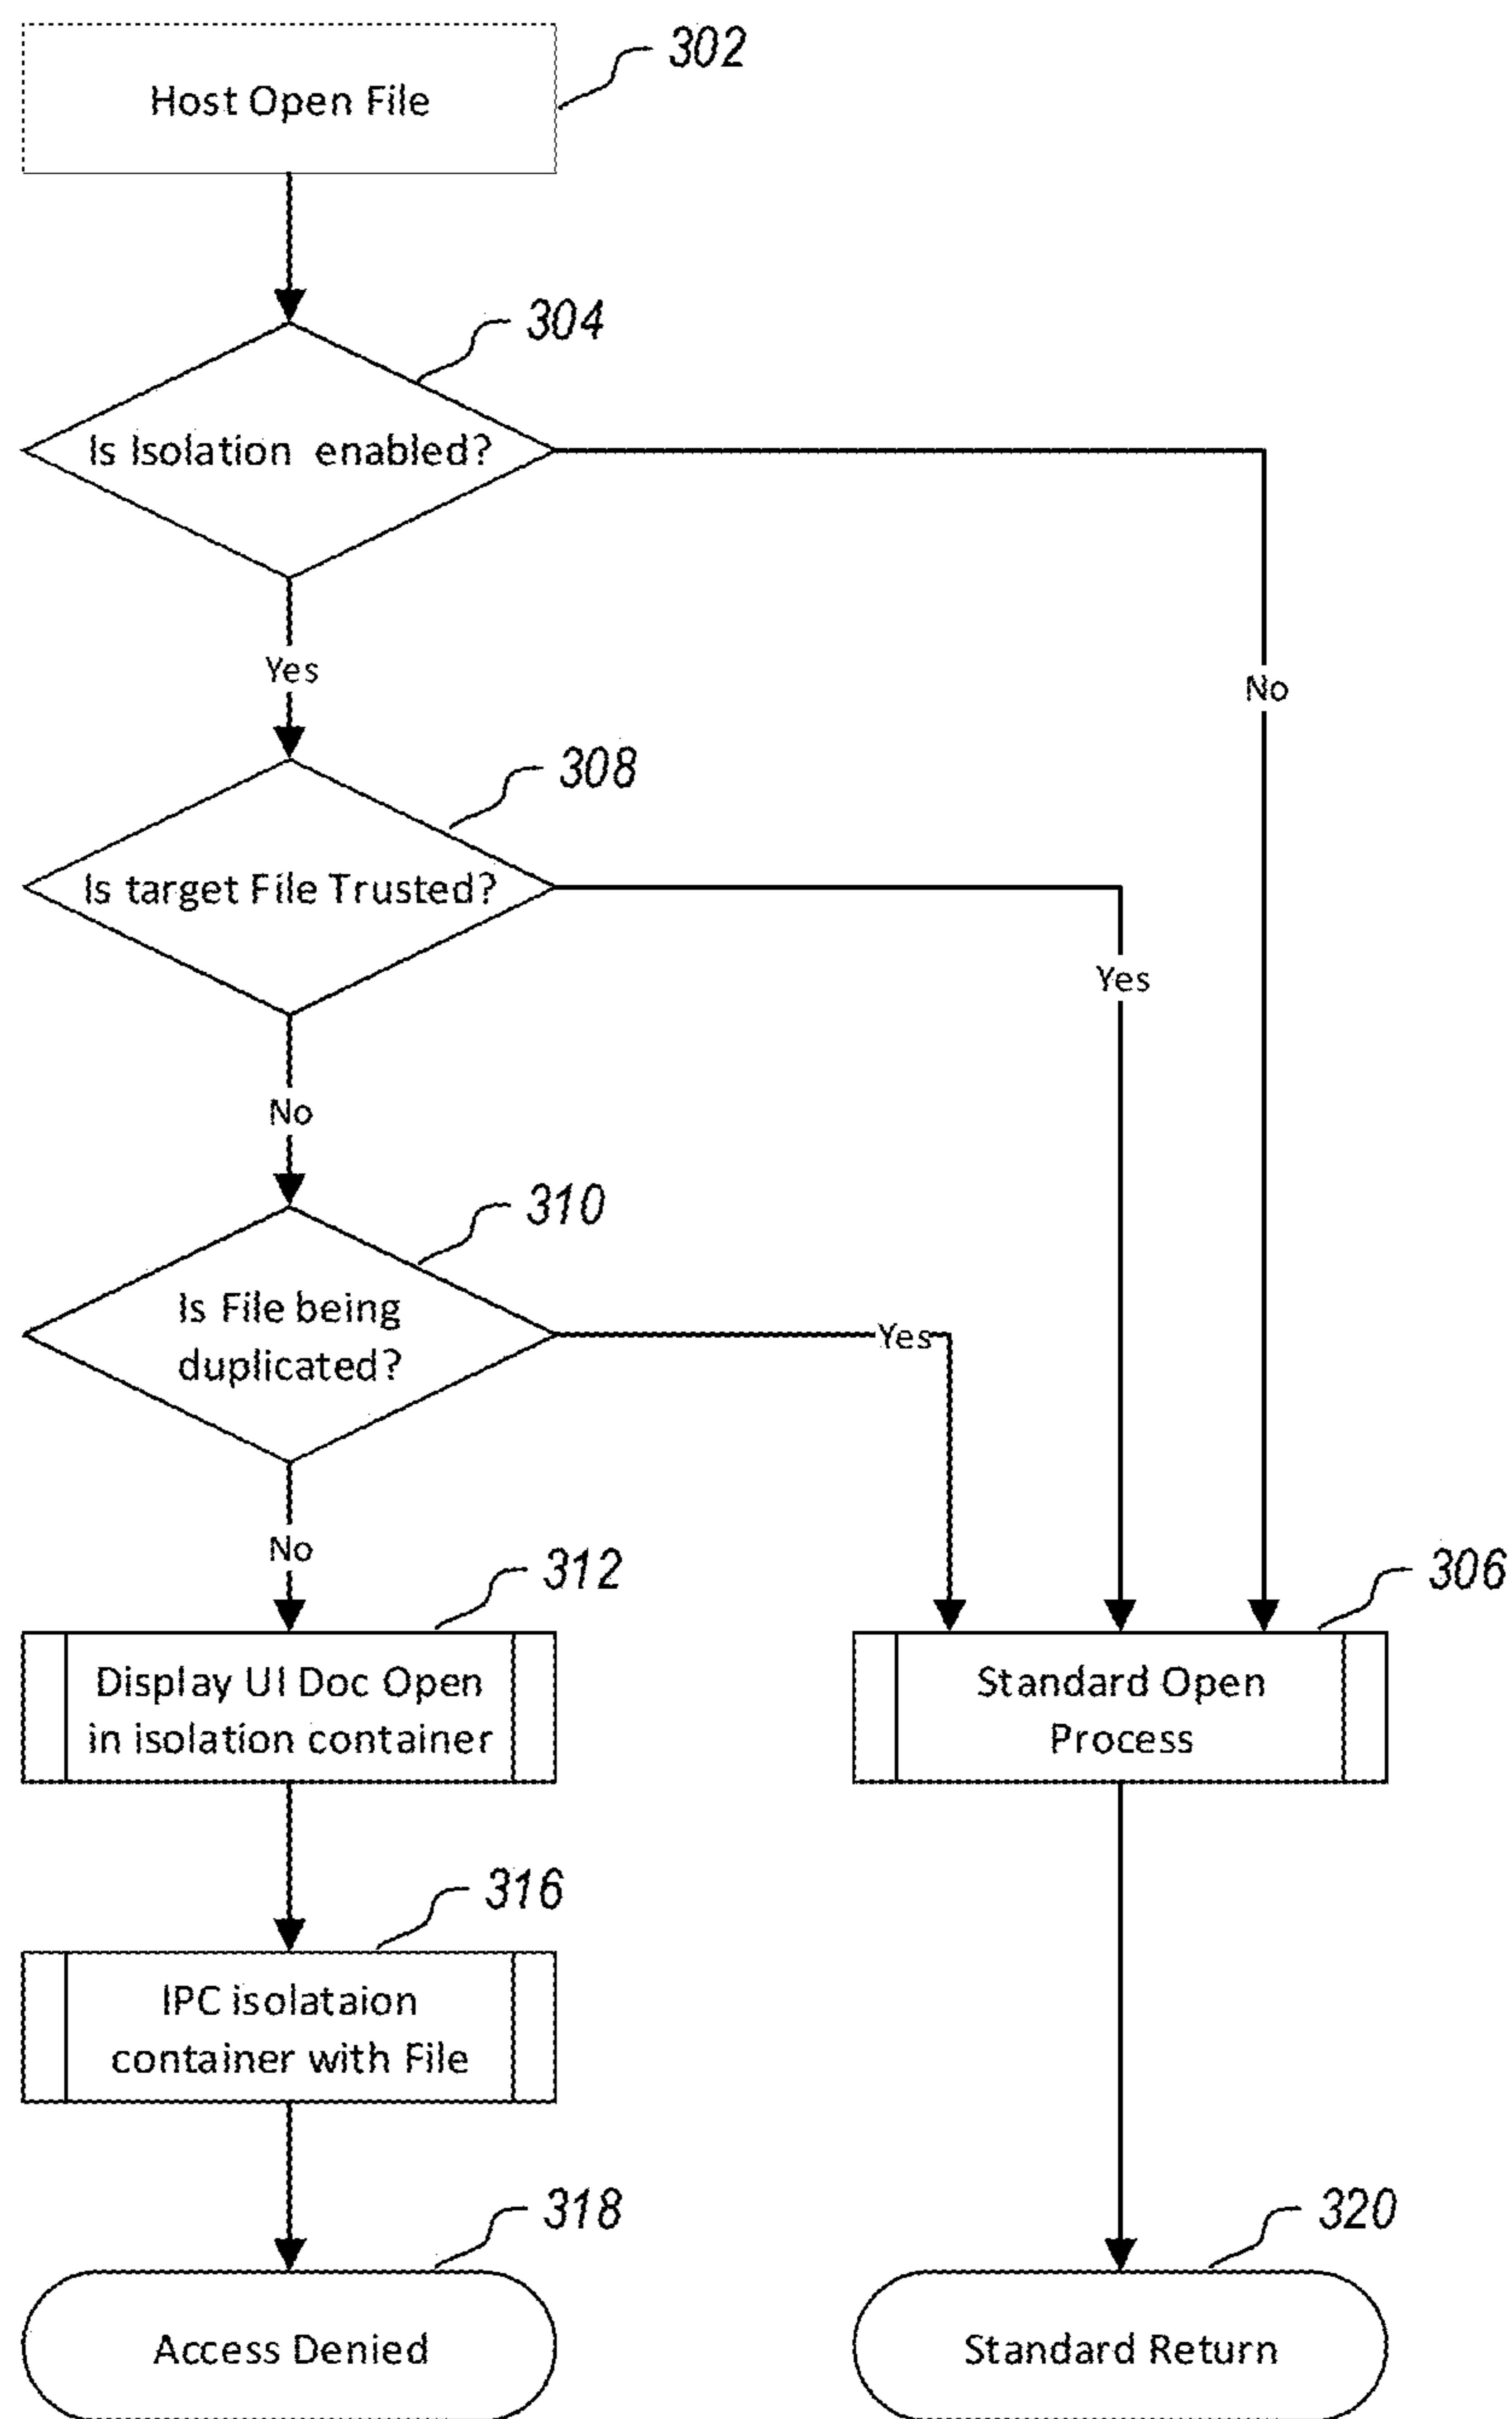 302
Host Open File
304
Is Isolation enabled?
Yes
No
308
Is target File Trusted?
Yes
No
310
Is File being
duplicated?
Yes
No
312
306
Display UI Doc Open
in isolation container
Standard Open
Process
316
IPC isolataion
container with File
318
320
Access Denied
Standard Return